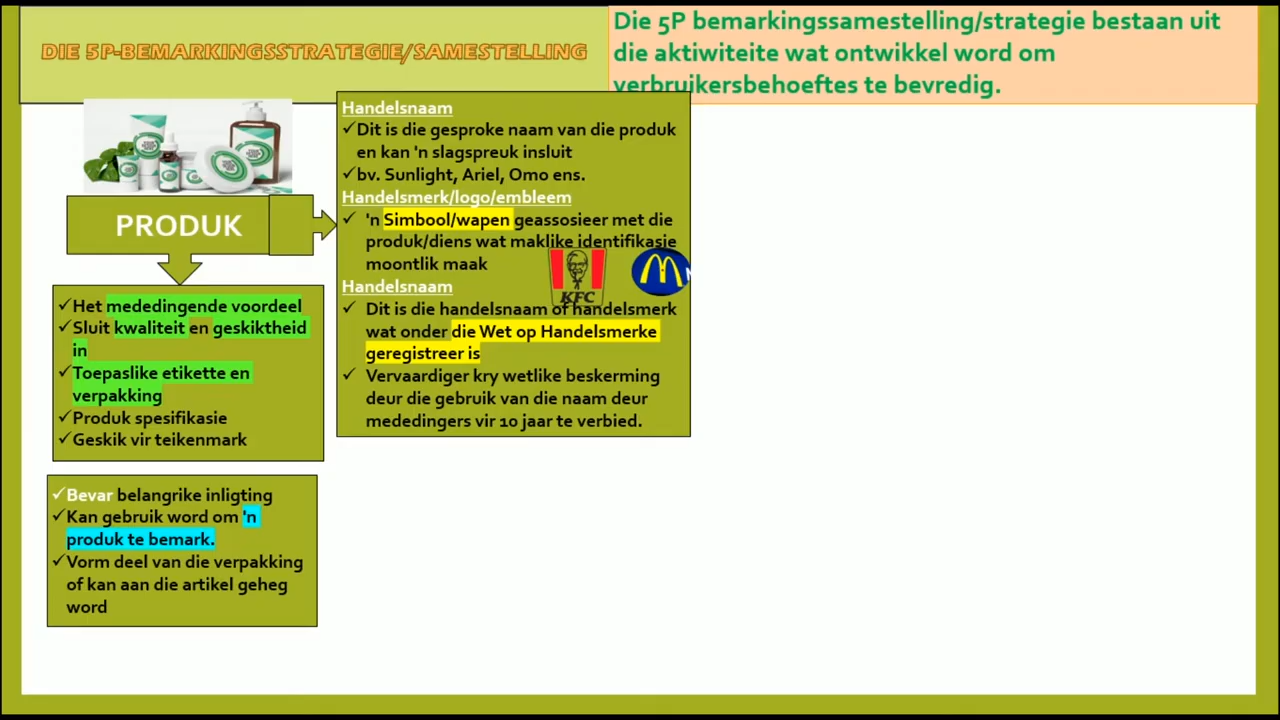 DIE 5P-BEMARKINGSSTRATEGIE/SAMESTELLING
Die 5P bemarkingssamestelling/strategie bestaan uit
die aktiwiteite wat ontwikkel word om
verbruikersbehoeftes te bevredig.
PRODUK
✓Het mededingende voordeel
✓Sluit kwaliteit en geskiktheid
in
✓Toepaslike etikette en
verpakking
✓Produk spesifikasie
✓Geskik vir teikenmark
✓Bevar belangrike inligting
✓Kan gebruik word om 'n
produk te bemark.
✓Vorm deel van die verpakking
of kan aan die artikel geheg
word
Handelsnaam
✓Dit is die gesproke naam van die produk
en kan 'n slagspreuk insluit
✓bv. Sunlight, Ariel, Omo ens.
Handelsmerk/logo/embleem
✓ 'n Simbool/wapen geassosieer met die
produk/diens wat maklike identifikasie
moontlik maak
KFC
Handelsnaam
✓ Dit is die handelsnaam of handelsmerk
wat onder die Wet op Handelsmerke
geregistreer is
✓ Vervaardiger kry wetlike beskerming
deur die gebruik van die naam deur
mededingers vir 10 jaar te verbied.